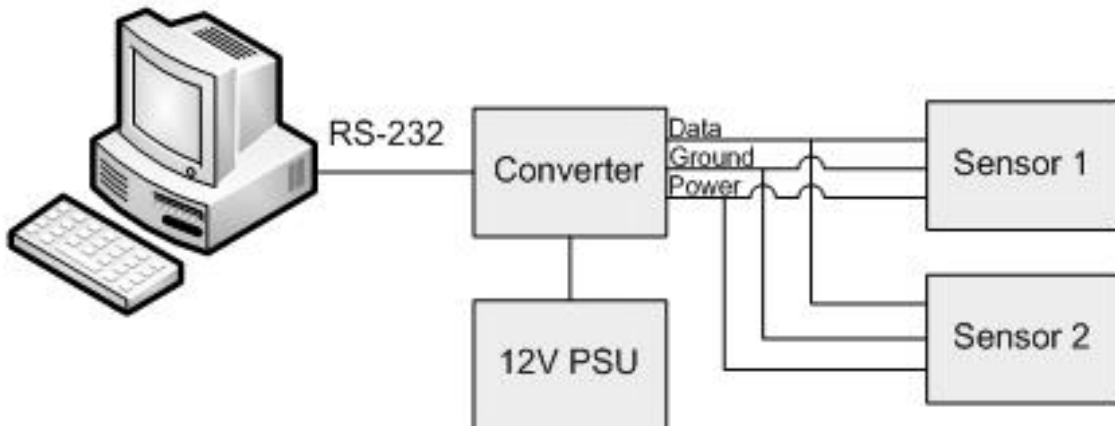 RS-232
Converter
Data
Ground
Power
Sensor 1
12V PSU
Sensor 2